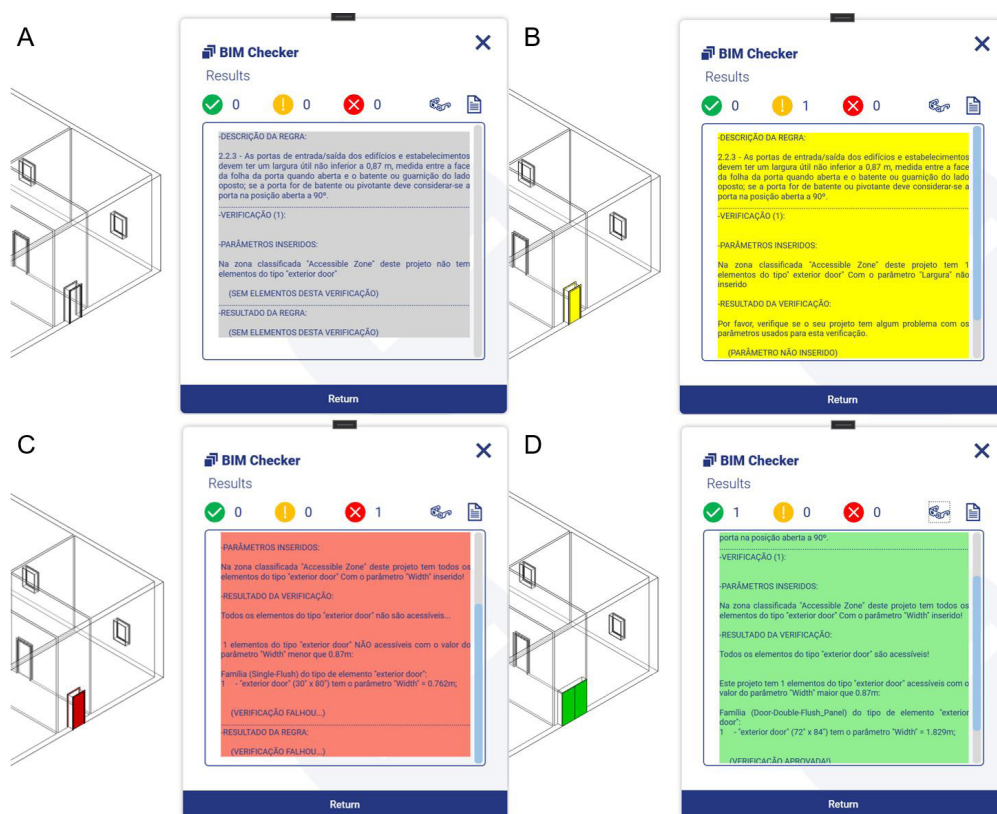 A
BIM Checker
Results
0 0 0
-DESCRIÇÃO DA REGRA:
2.2.3 - As portas de entrada/saída dos edifícios e estabelecimentos
devem ter um largura útil não inferior a 0,87 m, medida entre a face
da folha da porta quando aberta e o batente ou guarnição do lado
oposto; se a porta for de batente ou pivotante deve considerar-se a
porta na posição aberta a 90º.
-VERIFICAÇÃO (1):
-PARÂMETROS INSERIDOS:
Na zona classificada "Accessible Zone" deste projeto não tem
elementos do tipo "exterior door"
(SEM ELEMENTOS DESTA VERIFICAÇÃO)
-RESULTADO DA REGRA:
(SEM ELEMENTOS DESTA VERIFICAÇÃO)
Return
B
BIM Checker
Results
0 1 0
-DESCRIÇÃO DA REGRA:
2.2.3 - As portas de entrada/saída dos edifícios e estabelecimentos
devem ter um largura útil não inferior a 0,87 m, medida entre a face
da folha da porta quando aberta e o batente ou guarnição do lado
oposto; se a porta for de batente ou pivotante deve considerar-se a
porta na posição aberta a 90º.
-VERIFICAÇÃO (1):
-PARÂMETROS INSERIDOS:
Na zona classificada "Accessible Zone" deste projeto tem 1
elementos do tipo" exterior door" Com o parâmetro "Largura" não
inserido
-RESULTADO DA VERIFICAÇÃO:
Por favor, verifique se o seu projeto tem algum problema com os
parâmetros usados para esta verificação.
(PARÂMETRO NÃO INSERIDO)
Return
C
BIM Checker
Results
0 0 1
-PARÂMETROS INSERIDOS:
Na zona classificada "Accessible Zone" deste projeto tem todos os
elementos do tipo "exterior door" Com o parâmetro "Width" inserido!
-RESULTADO DA VERIFICAÇÃO:
Todos os elementos do tipo "exterior door" não são acessíveis...
1 elementos do tipo "exterior door" NÃO acessíveis com o valor do
parâmetro "Width" menor que 0.87m:
Família (Single-Flush) do tipo de elemento "exterior door":
1 - "exterior door" (30" x 80") tem o parâmetro "Width" = 0.762m;
(VERIFICAÇÃO FALHOU...)
-RESULTADO DA REGRA:
(VERIFICAÇÃO FALHOU...)
Return
D
BIM Checker
Results
1 0 0
porta na posição aberta a 90º.
-VERIFICAÇÃO (1):
-PARÂMETROS INSERIDOS:
Na zona classificada "Accessible Zone" deste projeto tem todos os
elementos do tipo "exterior door" Com o parâmetro "Width" inserido!
-RESULTADO DA VERIFICAÇÃO:
Todos os elementos do tipo "exterior door" são acessíveis!
Este projeto tem 1 elementos do tipo "exterior door" acessíveis com o
valor do parâmetro "Width" maior que 0.87m:
Família (Door-Double-Flush_Panel) do tipo de elemento "exterior
door":
1 - "exterior door" (72" x 84") tem o parâmetro "Width" = 1.829m;
(VERIFICAÇÃO APROVADA!)
Return